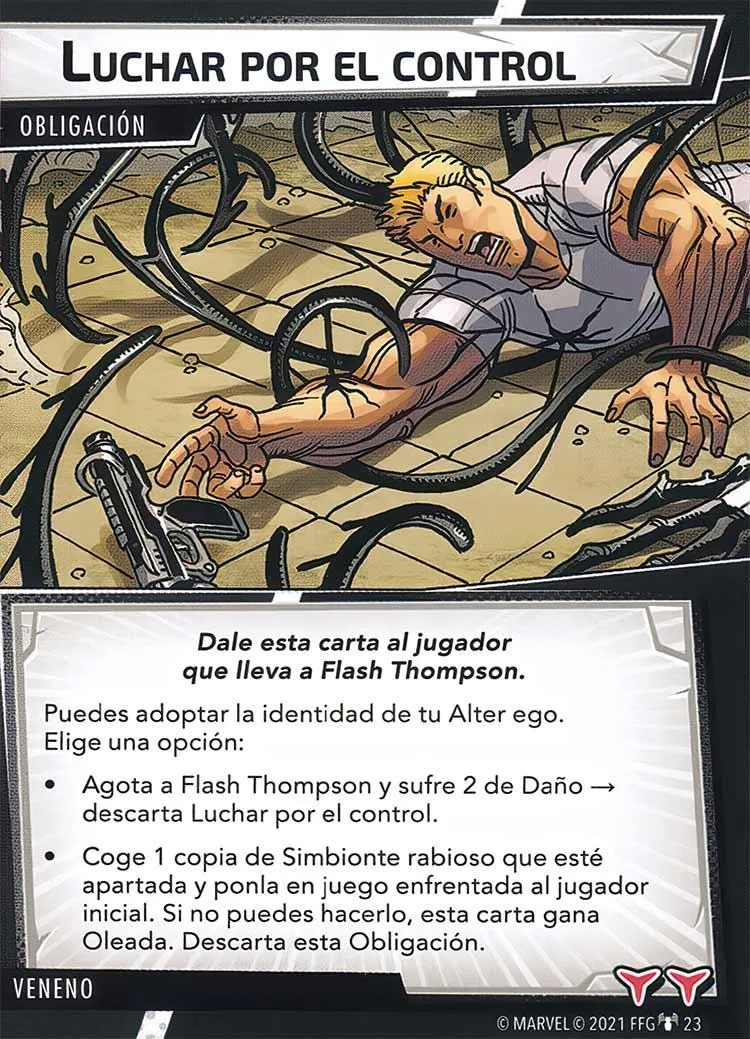 LUCHAR POR EL CONTROL
OBLIGACIÓN
Dale esta carta al jugador
que lleva a Flash Thompson.
Puedes adoptar la identidad de tu Alter ego.
Elige una opción:
• Agota a Flash Thompson y sufre 2 de Daño →
descarta Luchar por el control.
• Coge 1 copia de Simbionte rabioso que esté
apartada y ponla en juego enfrentada al jugador
inicial. Si no puedes hacerlo, esta carta gana
Oleada. Descarta esta Obligación.
VENENO
© MARVEL © 2021 FFG 23